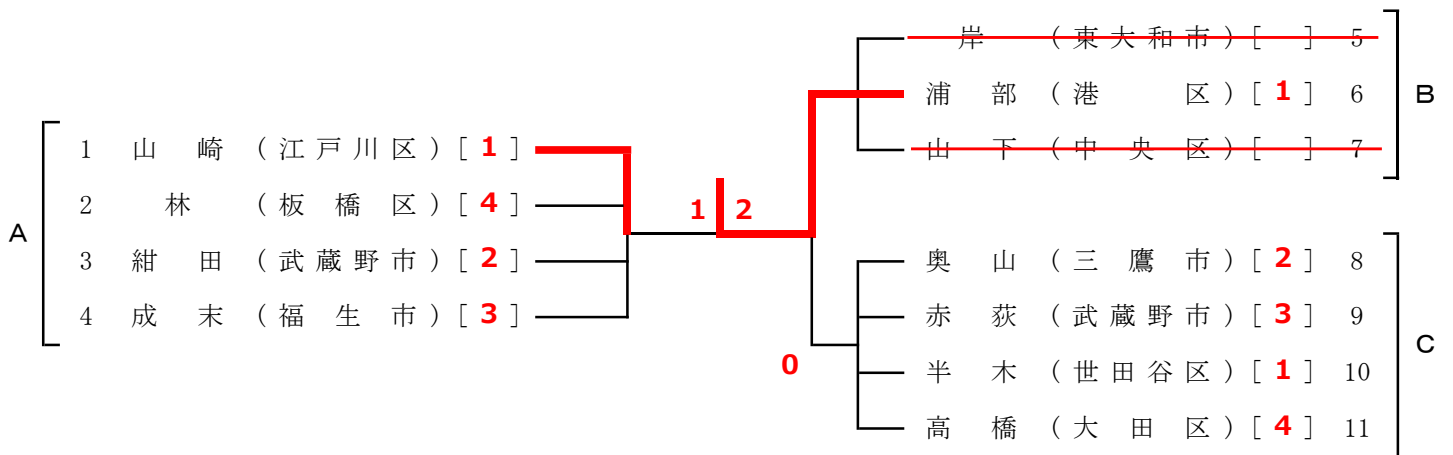 A
1 山崎 (江戸川区) [ 1 ]
2 林 (板橋区) [ 4 ]
3 紺田 (武蔵野市) [ 2 ]
4 成末 (福生市) [ 3 ]
1 2
0
岸 (東大和市) [ ] 5
浦部 (港区) [ 1 ] 6
山下 (中央区) [ ] 7
B
奥山 (三鷹市) [ 2 ] 8
赤荻 (武蔵野市) [ 3 ] 9
半木 (世田谷区) [ 1 ] 10
高橋 (大田区) [ 4 ] 11
C